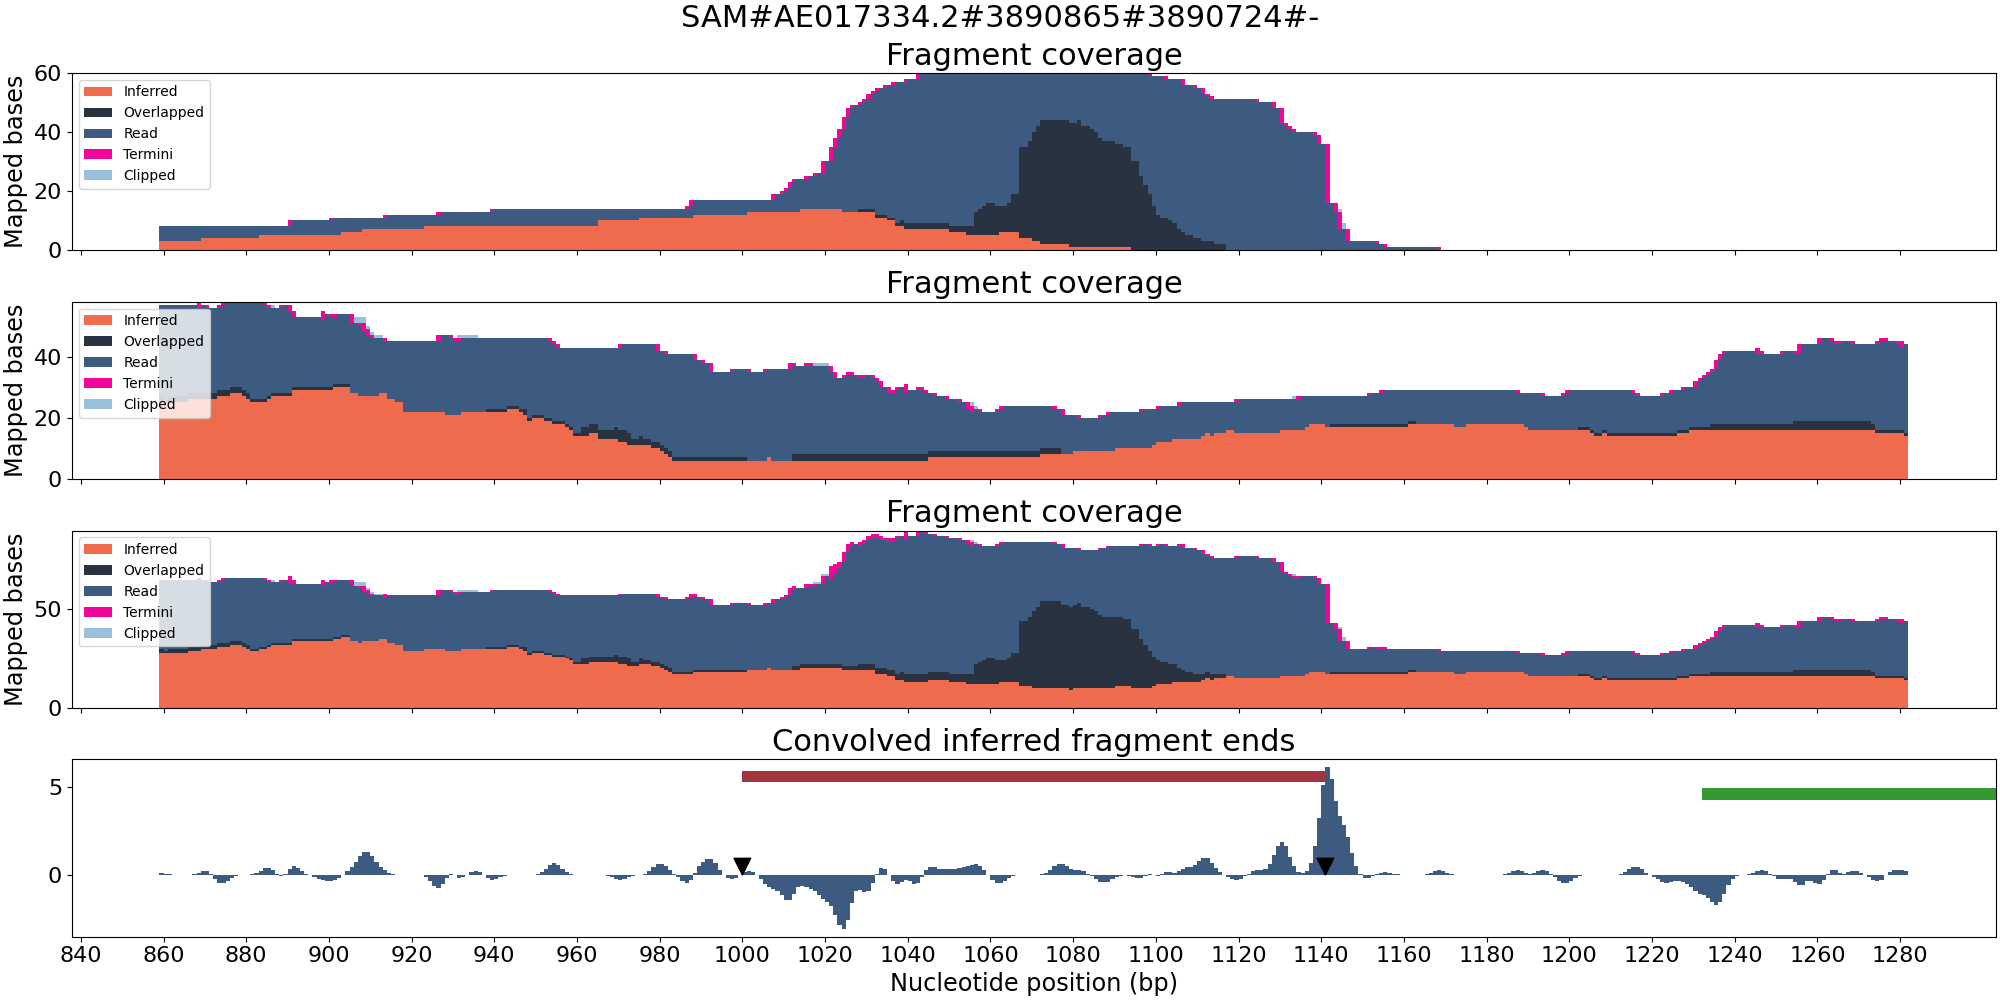 SAM#AE017334.2#3890865#3890724#-
Fragment coverage
Mapped bases
60
40
20
0
Inferred
Overlapped
Read
Termini
Clipped
Fragment coverage
Mapped bases
40
20
0
Inferred
Overlapped
Read
Termini
Clipped
Fragment coverage
Mapped bases
50
0
Inferred
Overlapped
Read
Termini
Clipped
Convolved inferred fragment ends
5
0
840 860 880 900 920 940 960 980 1000 1020 1040 1060 1080 1100 1120 1140 1160 1180 1200 1220 1240 1260 1280
Nucleotide position (bp)